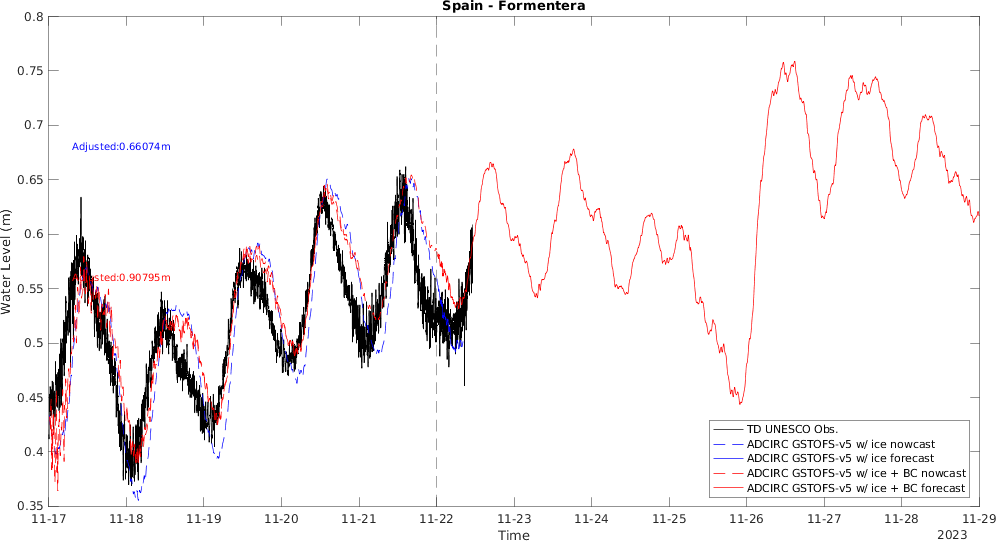 Spain - Formentera
0.8
0.75
0.7
0.65
0.6
0.55
0.5
0.45
0.4
0.35
Water Level (m)
Adjusted:0.66074m
Adjusted:0.90795m
TD UNESCO Obs.
ADCIRC GSTOFS-v5 w/ ice nowcast
ADCIRC GSTOFS-v5 w/ ice forecast
ADCIRC GSTOFS-v5 w/ ice + BC nowcast
ADCIRC GSTOFS-v5 w/ ice + BC forecast
11-17 11-18 11-19 11-20 11-21 11-22 11-23 11-24 11-25 11-26 11-27 11-28 11-29
Time
2023